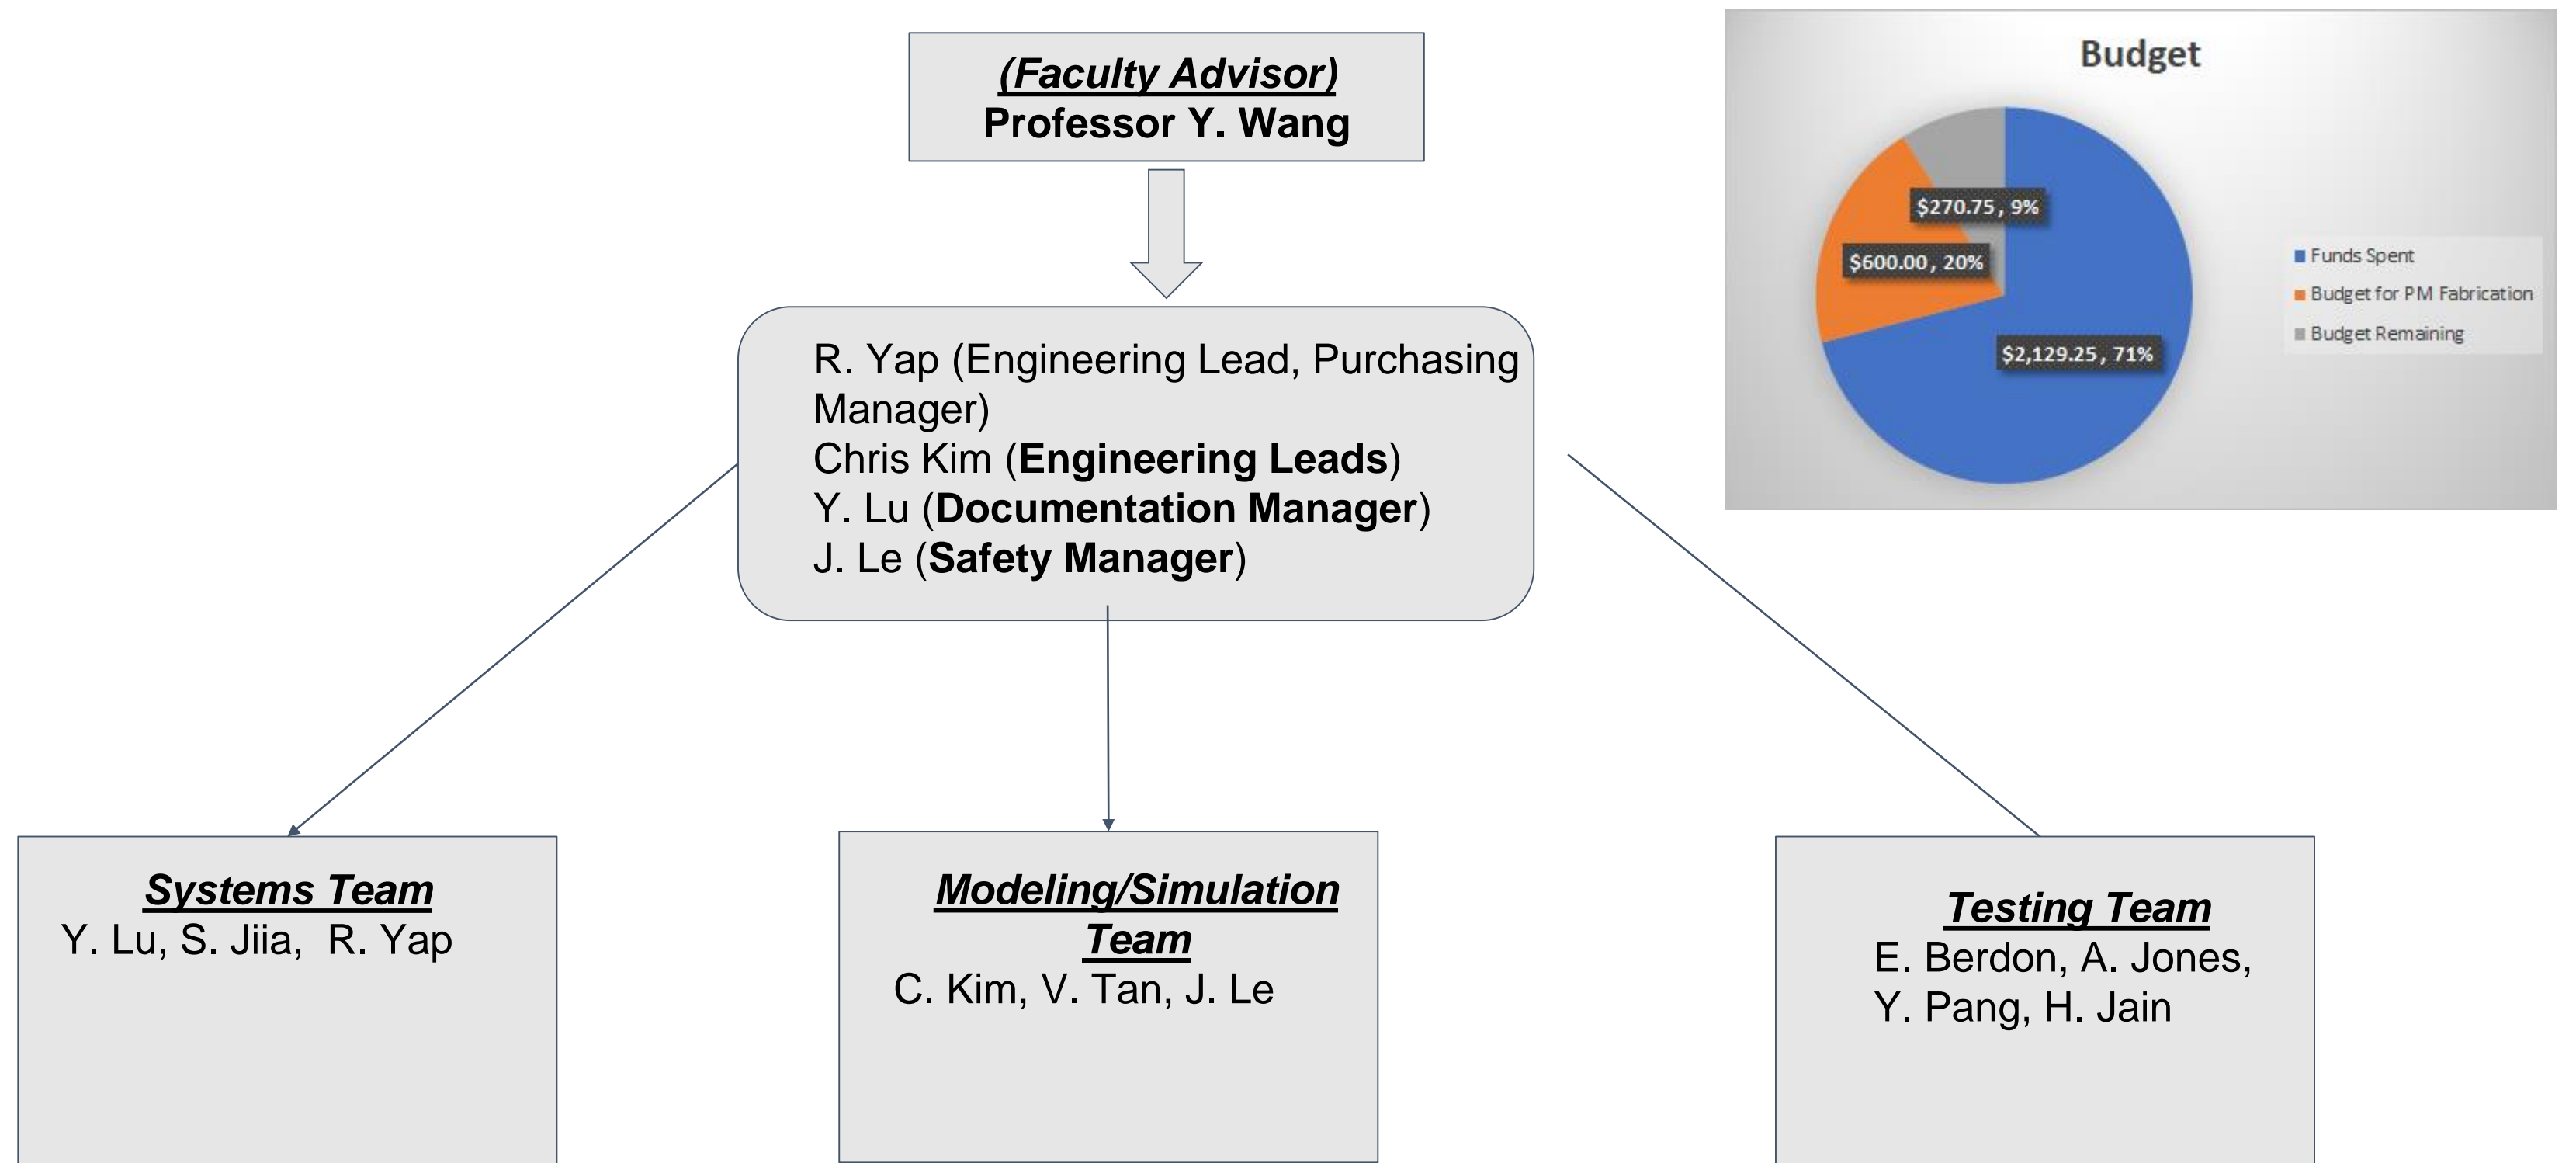 (Faculty Advisor)
Professor Y. Wang
Budget
$270.75, 9%
$600.00, 20%
$2,129.25, 71%
Funds Spent
Budget for PM Fabrication
Budget Remaining
R. Yap (Engineering Lead, Purchasing
Manager)
Chris Kim (Engineering Leads)
Y. Lu (Documentation Manager)
J. Le (Safety Manager)
Systems Team
Y. Lu, S. Jiia, R. Yap
Modeling/Simulation
Team
C. Kim, V. Tan, J. Le
Testing Team
E. Berdon, A. Jones,
Y. Pang, H. Jain